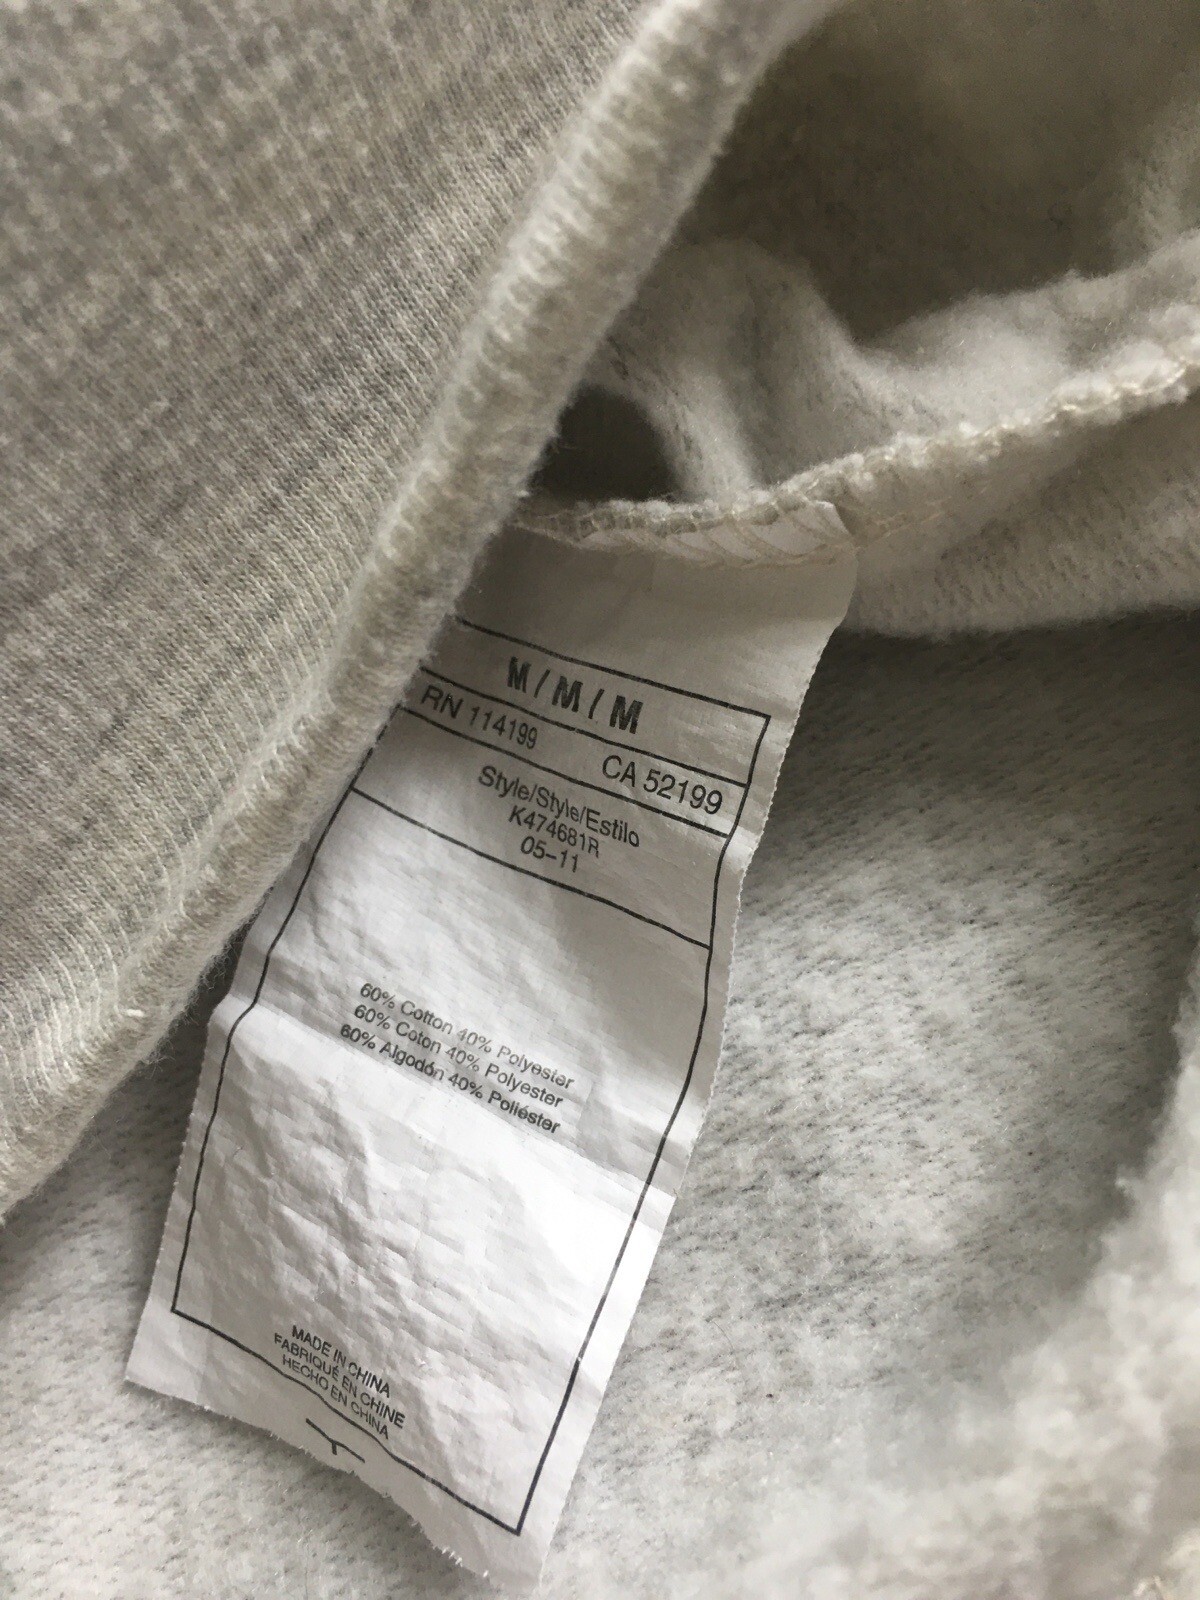 M / M / M
RN 114199 CA 52199
Style/Style/Estilo
K474681R
05-11
60% Cotton 40% Polyester
60% Coton 40% Polyester
60% Algodón 40% Poliéster
MADE IN CHINA
FABRIQUÉ EN CHINE
HECHO EN CHINA